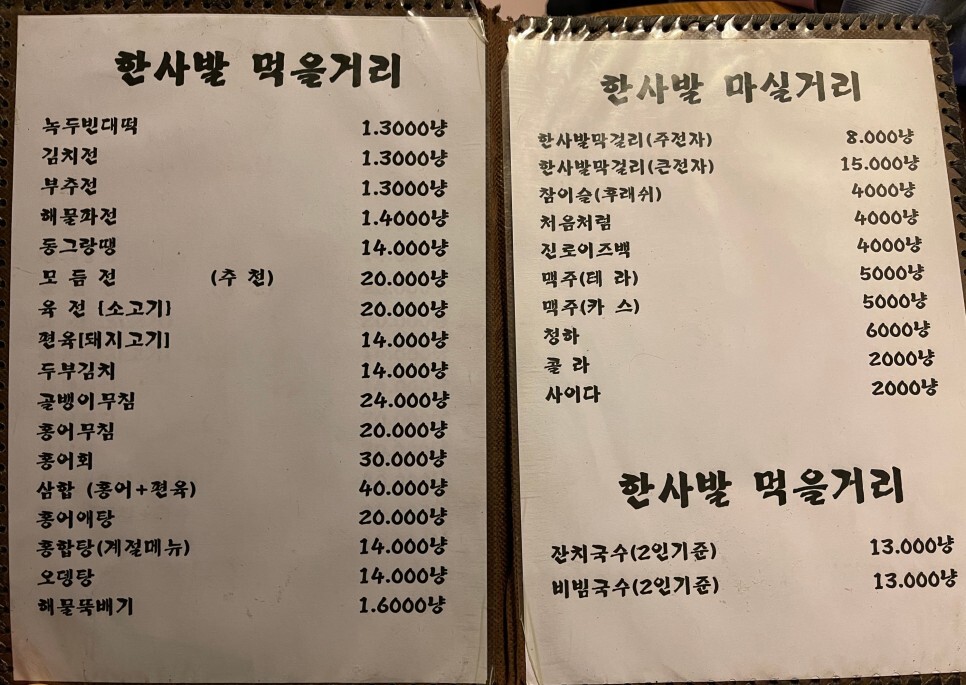 한사발 먹을거리
녹두빈대떡 1.3000냥
김치전 1.3000냥
부추전 1.3000냥
해물파전 1.4000냥
동그랑땡 14.000냥
모 듬 전 (추 천) 20.000냥
육 전 [소고기] 20.000냥
편육[돼지고기] 14.000냥
두부김치 14.000냥
골뱅이무침 24.000냥
홍어무침 20.000냥
홍어회 30.000냥
삼합 (홍어+편육) 40.000냥
홍어애탕 20.000냥
홍합탕(계절메뉴) 14.000냥
오뎅탕 14.000냥
해물뚝배기 1.6000냥
한사발 마실거리
한사발막걸리(주전자) 8.000냥
한사발막걸리(큰전자) 15.000냥
참이슬(후래쉬) 4000냥
처음처럼 4000냥
진로이즈백 4000냥
맥주(테 라) 5000냥
맥주(카 스) 5000냥
청하 6000냥
콜 라 2000냥
사이다 2000냥
한사발 먹을거리
잔치국수(2인기준) 13.000냥
비빔국수(2인기준) 13.000냥